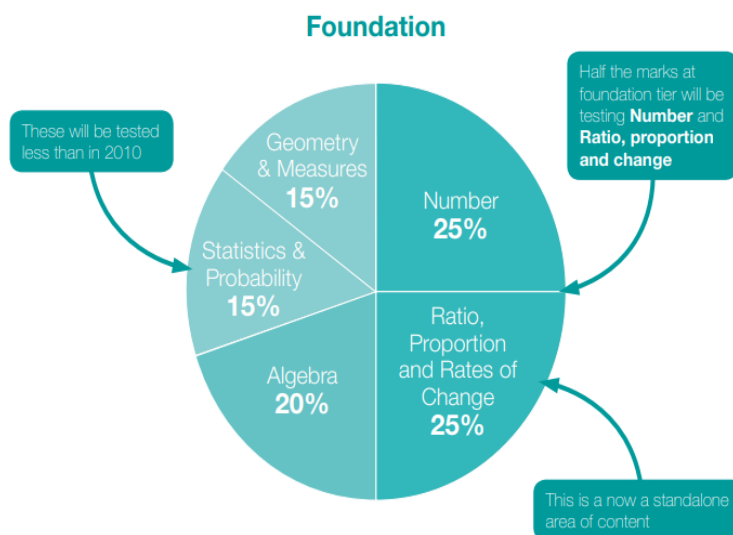 Foundation
These will be tested
less than in 2010
Half the marks at
foundation tier will be
testing Number and
Ratio, proportion
and change
Geometry
& Measures
15%
Number
25%
Statistics &
Probability
15%
Ratio,
Proportion
and Rates of
Change
25%
Algebra
20%
This is a now a standalone
area of content